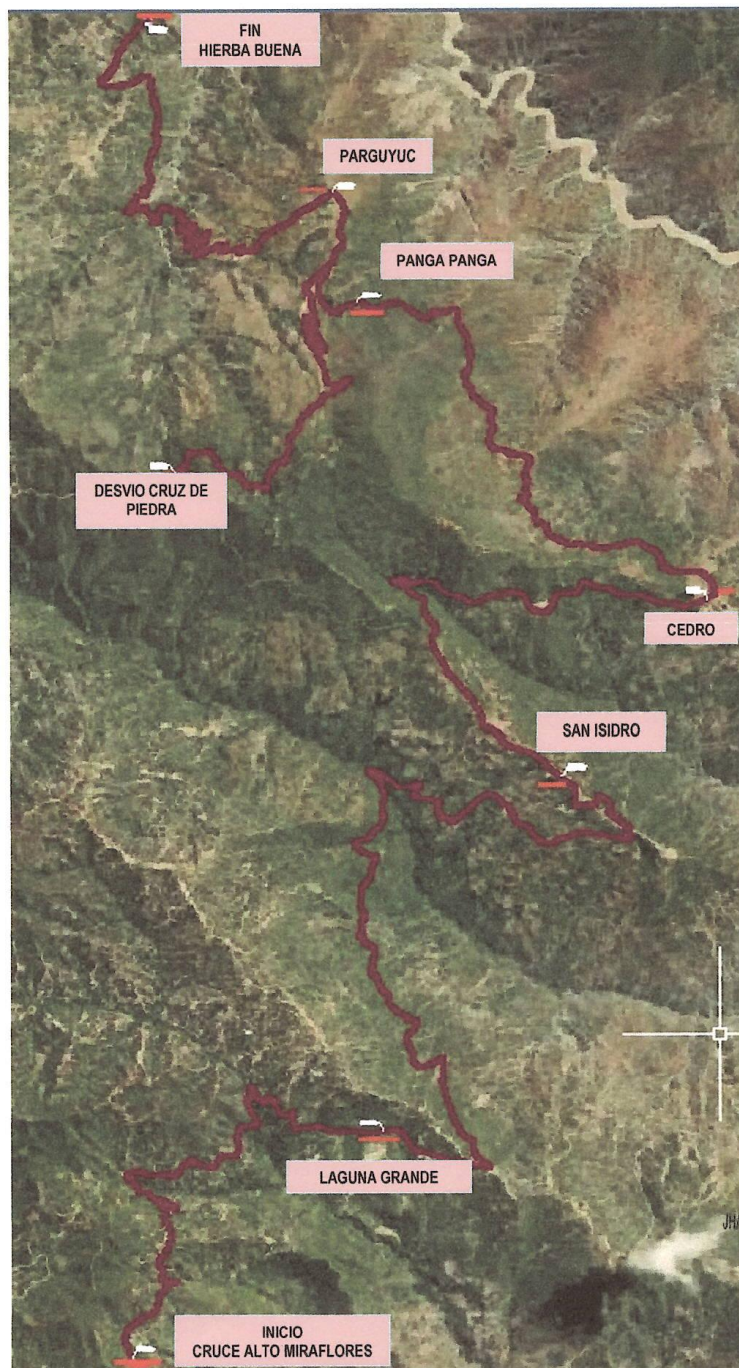 FIN
HIERBA BUENA
PARGUYUC
PANGA PANGA
DESVIO CRUZ DE
PIEDRA
CEDRO
SAN ISIDRO
LAGUNA GRANDE
INICIO
CRUCE ALTO MIRAFLORES